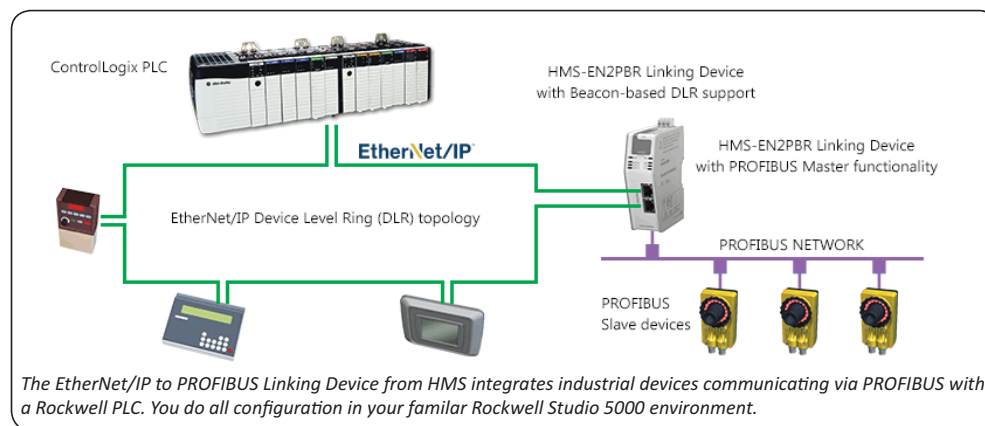 ControlLogix PLC
HMS-EN2PBR Linking Device
with Beacon-based DLR support
EtherNet/IP
HMS-EN2PBR Linking Device
with PROFIBUS Master functionality
EtherNet/IP Device Level Ring (DLR) topology
PROFIBUS NETWORK
PROFIBUS
Slave devices
The EtherNet/IP to PROFIBUS Linking Device from HMS integrates industrial devices communicating via PROFIBUS with
a Rockwell PLC. You do all configuration in your familar Rockwell Studio 5000 environment.